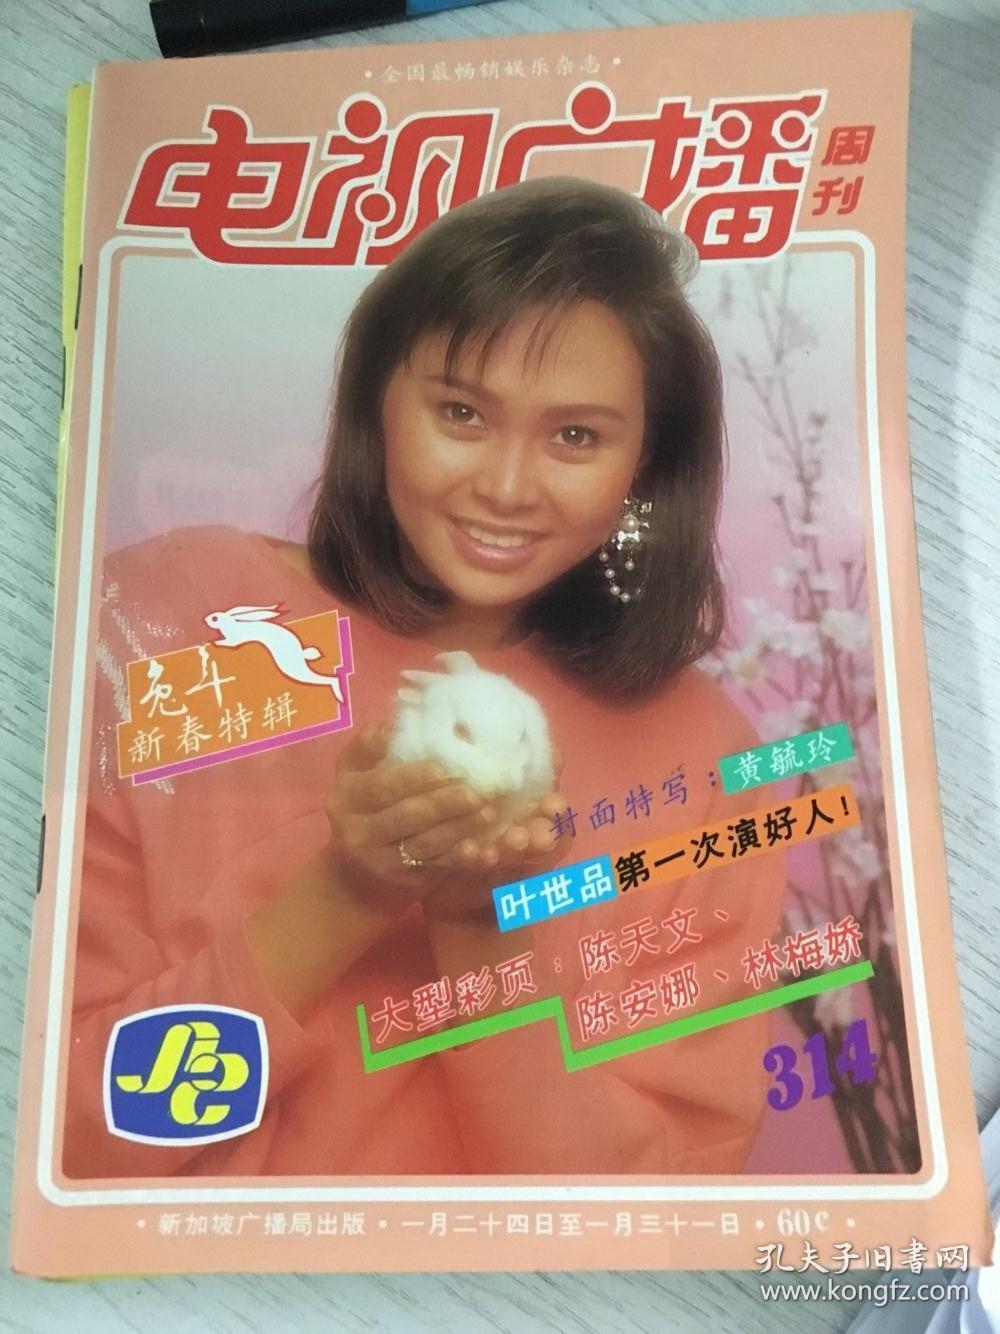 ·全国最畅销娱乐杂志·
电视广播
周刊
兔年
新春特辑
封面特写：黄毓玲
叶世品第一次演好人！
大型彩页：陈天文、
陈安娜、林梅娇
314
SBC
·新加坡广播局出版·一月二十四日至一月三十一日·60¢·
孔夫子旧书网
www.kongfz.com